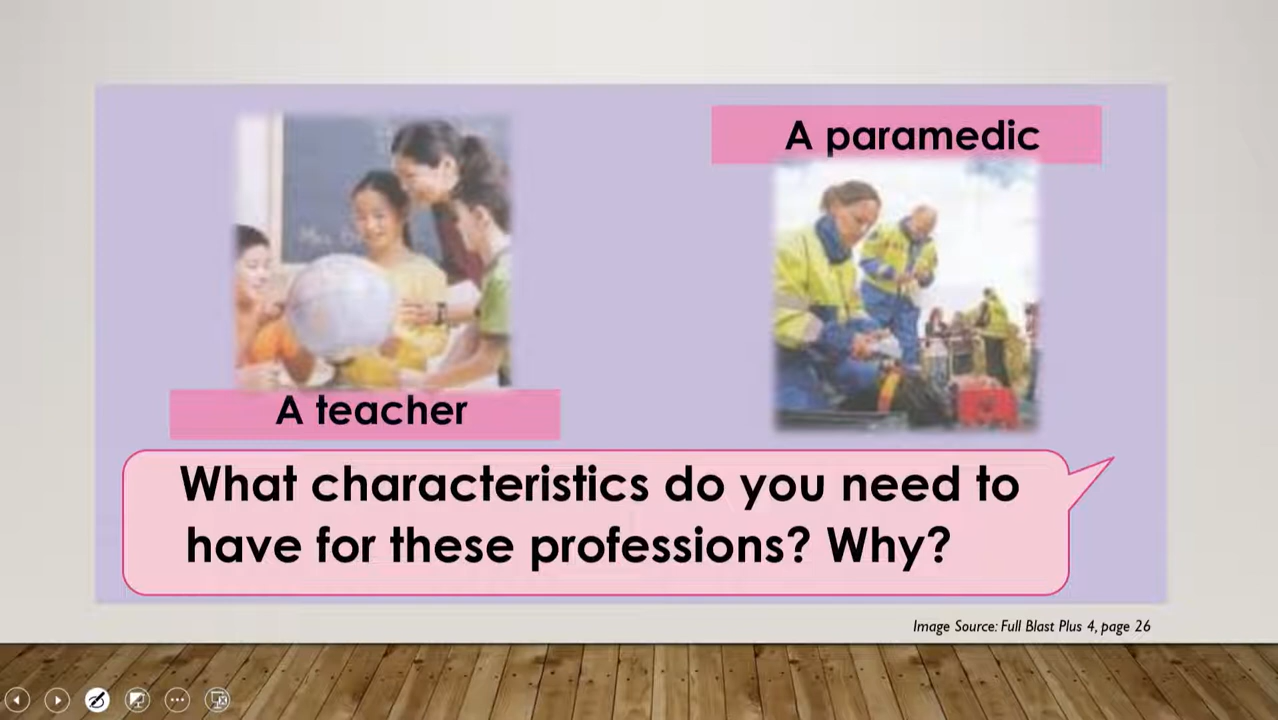 A paramedic
A teacher
What characteristics do you need to
have for these professions? Why?
Image Source: Full Blast Plus 4, page 26